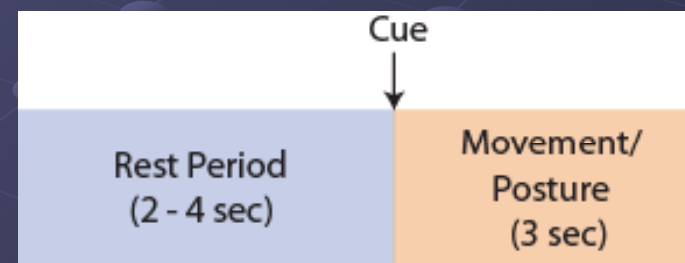 Cue
Rest Period
(2 - 4 sec)
Movement/
Posture
(3 sec)